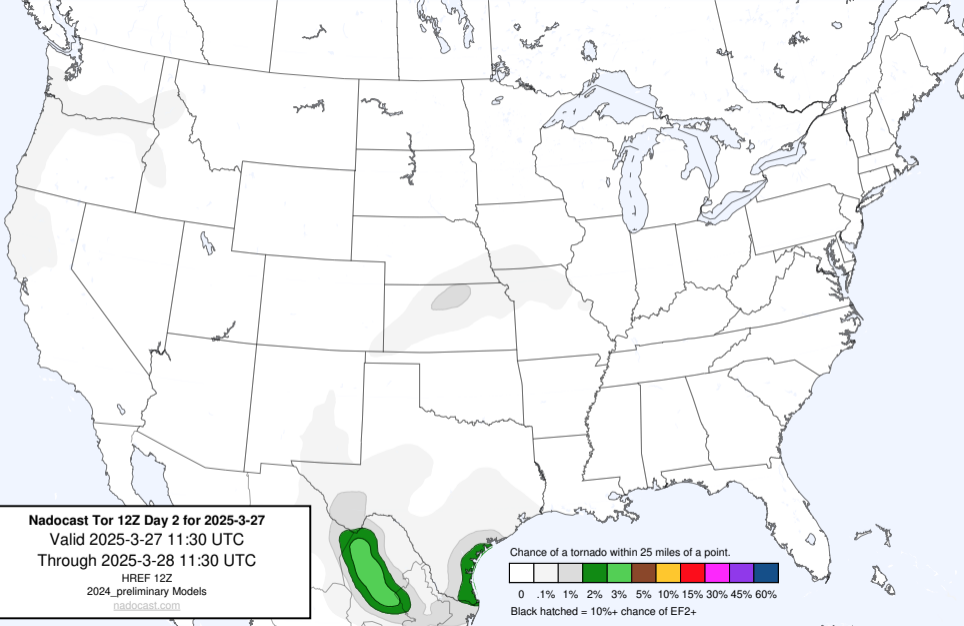 Nadocast Tor 12Z Day 2 for 2025-3-27
Valid 2025-3-27 11:30 UTC
Through 2025-3-28 11:30 UTC
HREF 12Z
2024_preliminary Models
nadocast.com
Chance of a tornado within 25 miles of a point.
0 .1% 1% 2% 3% 5% 10% 15% 30% 45% 60%
Black hatched = 10%+ chance of EF2+